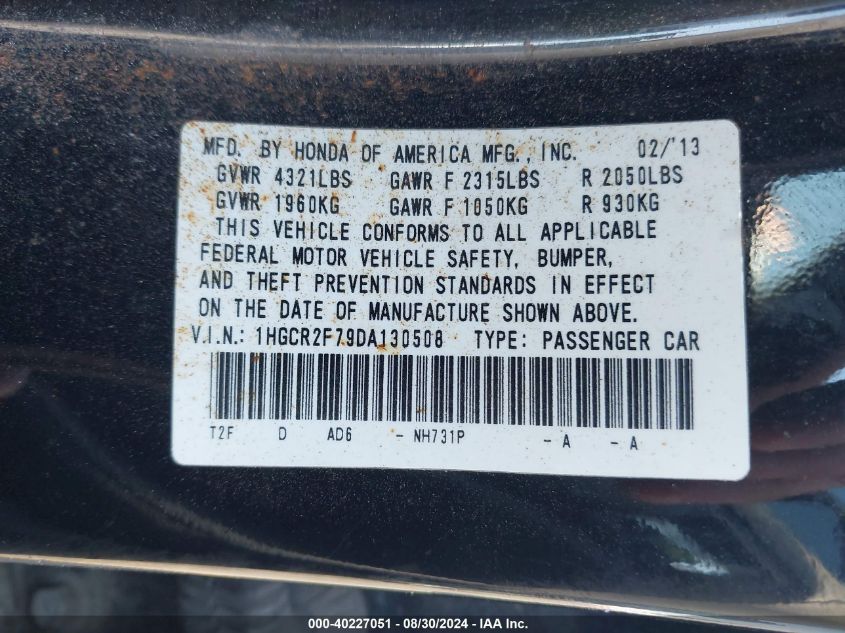 MFD. BY HONDA OF AMERICA MFG., INC. 02/'13
GVWR 4321LBS GAWR F 2315LBS R 2050LBS
GVWR 1960KG GAWR F 1050KG R 930KG
THIS VEHICLE CONFORMS TO ALL APPLICABLE
FEDERAL MOTOR VEHICLE SAFETY, BUMPER,
AND THEFT PREVENTION STANDARDS IN EFFECT
ON THE DATE OF MANUFACTURE SHOWN ABOVE.
V.I.N.: 1HGCR2F79DA130508 TYPE: PASSENGER CAR
T2F D AD6 - NH731P - A - A
000-40227051 - 08/30/2024 - IAA Inc.